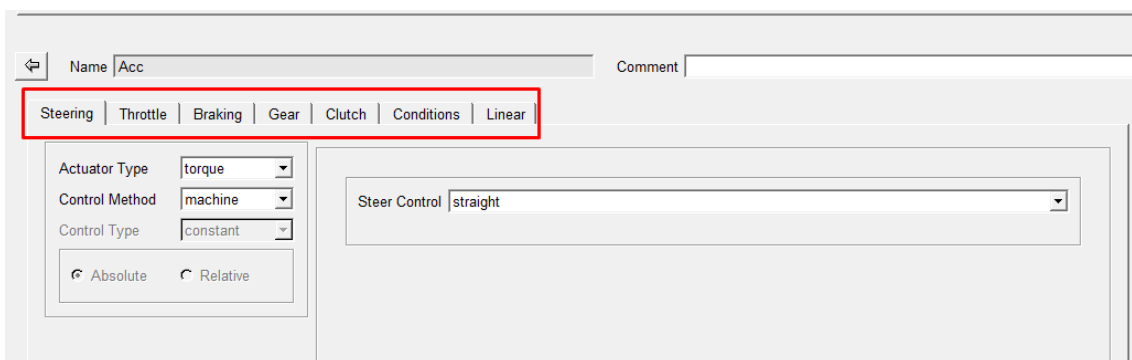 Name Acc Comment
Steering Throttle Braking Gear Clutch Conditions Linear
Actuator Type torque
Control Method machine
Control Type constant
Absolute Relative
Steer Control straight